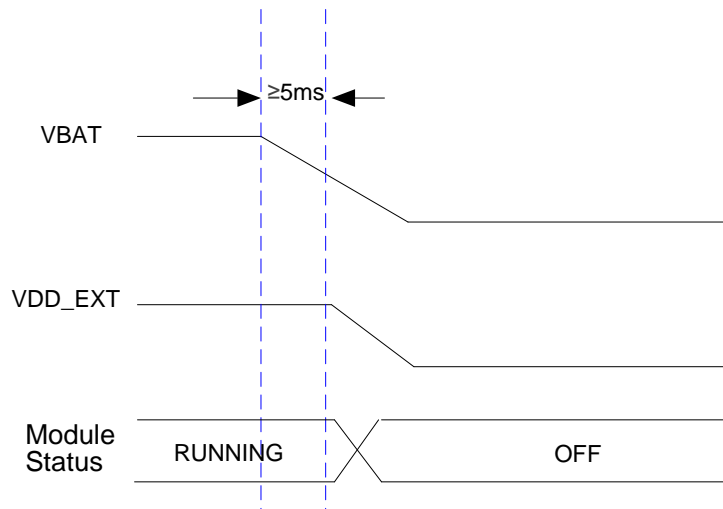 ≥5ms
VBAT
VDD_EXT
Module
Status
RUNNING
OFF